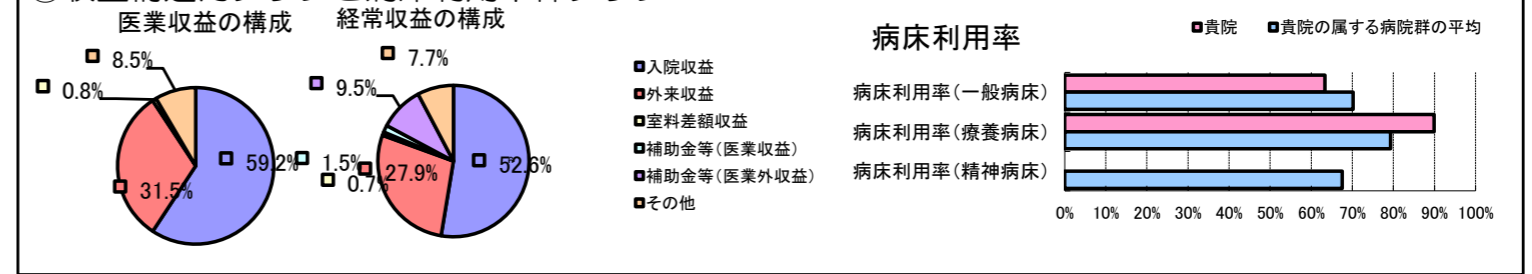 医業収益の構成
経常収益の構成
8.5%
0.8%
31.5%
59.2%
7.7%
9.5%
1.5%
0.7%
27.9%
52.6%
入院収益
外来収益
室料差額収益
補助金等(医業収益)
補助金等(医業外収益)
その他
病床利用率
貴院
貴院の属する病院群の平均
病床利用率(一般病床)
病床利用率(療養病床)
病床利用率(精神病床)
0% 10% 20% 30% 40% 50% 60% 70% 80% 90% 100%